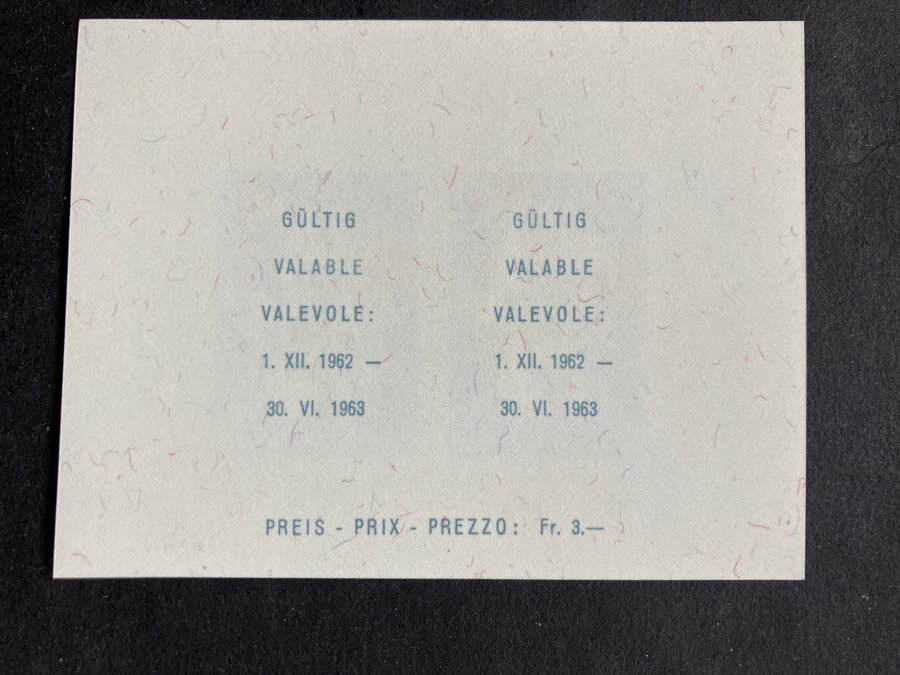 GÜLTIG GÜLTIG
VALABLE VALABLE
VALEVOLE: VALEVOLE:
1. XII. 1962 — 1. XII. 1962 —
30. VI. 1963 30. VI. 1963
PREIS - PRIX - PREZZO: Fr. 3.—